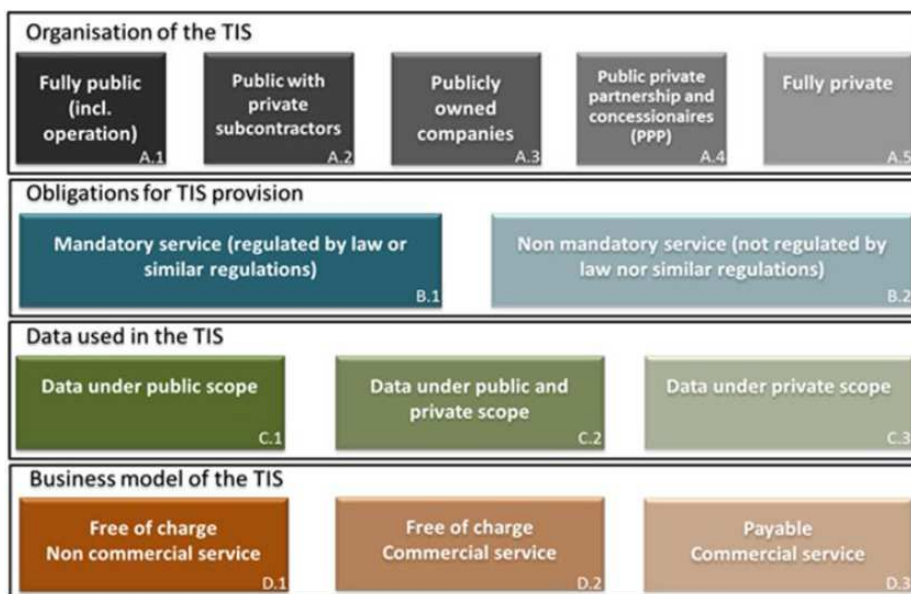 Organisation of the TIS
Fully public
(incl.
operation)
A.1
Public with
private
subcontractors
A.2
Publicly
owned
companies
A.3
Public private
partnership and
concessionaires
(PPP)
A.4
Fully private
A.5
Obligations for TIS provision
Mandatory service (regulated by law or
similar regulations)
B.1
Non mandatory service (not regulated by
law nor similar regulations)
B.2
Data used in the TIS
Data under public scope
C.1
Data under public and
private scope
C.2
Data under private scope
C.3
Business model of the TIS
Free of charge
Non commercial service
D.1
Free of charge
Commercial service
D.2
Payable
Commercial service
D.3